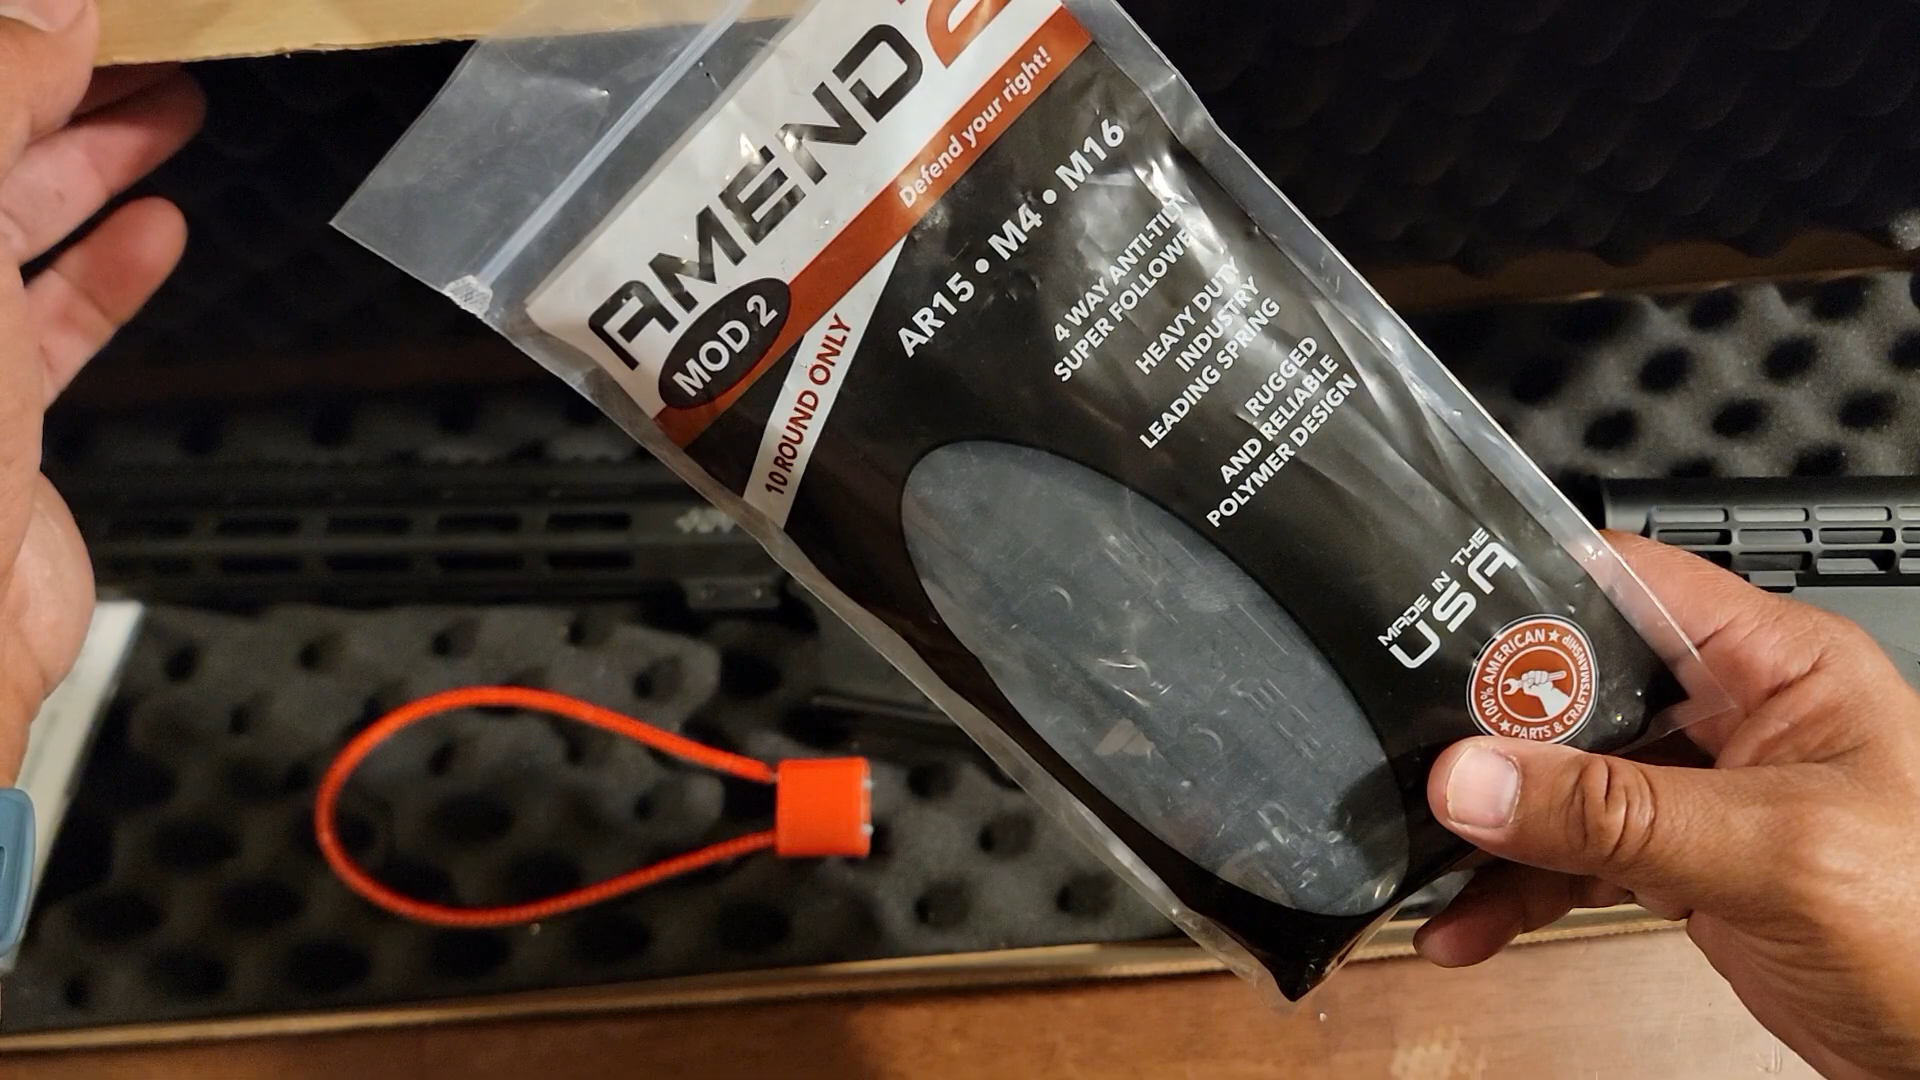 AMEND2
Defend your right!
MOD 2
10 ROUND ONLY
AR15 • M4 • M16
4 WAY ANTI-TILT
SUPER FOLLOWER
HEAVY DUTY
INDUSTRY
LEADING SPRING
RUGGED
AND RELIABLE
POLYMER DESIGN
MADE IN THE
USA
100% AMERICAN
PARTS & CRAFTSMANSHIP